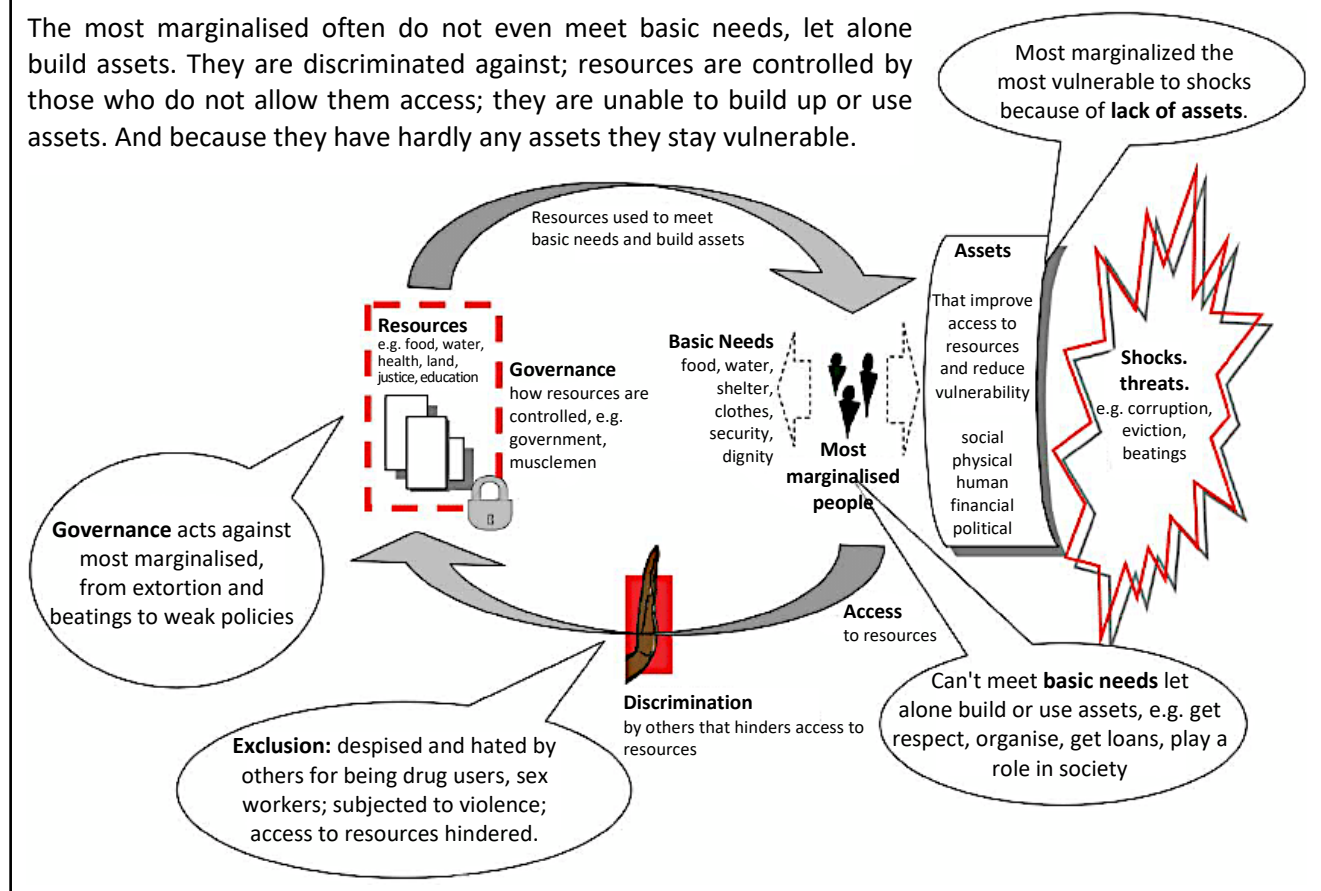 The most marginalised often do not even meet basic needs, let alone
build assets. They are discriminated against; resources are controlled by
those who do not allow them access; they are unable to build up or use
assets. And because they have hardly any assets they stay vulnerable.
Most marginalized the
most vulnerable to shocks
because of lack of assets.
Resources used to meet
basic needs and build assets
Resources
e.g. food, water,
health, land,
justice, education
Governance
how resources are
controlled, e.g.
government,
musclemen
Basic Needs
food, water,
shelter,
clothes,
security,
dignity
Most
marginalised
people
Assets
That improve
access to
resources
and reduce
vulnerability
social
physical
human
financial
political
Shocks.
threats.
e.g. corruption,
eviction,
beatings
Governance acts against
most marginalised,
from extortion and
beatings to weak policies
Access
to resources
Discrimination
by others that hinders access to
resources
Exclusion: despised and hated by
others for being drug users, sex
workers; subjected to violence;
access to resources hindered.
Can't meet basic needs let
alone build or use assets, e.g. get
respect, organise, get loans, play a
role in society